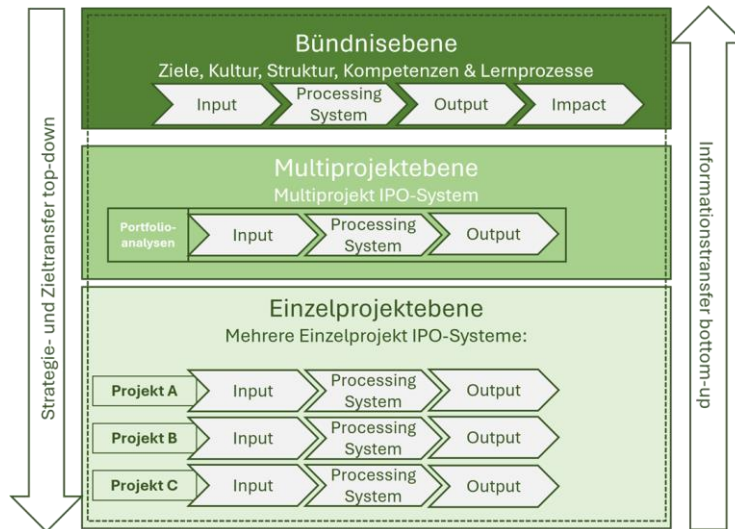 Strategie- und Zieltransfer top-down
Bündnisebene
Ziele, Kultur, Struktur, Kompetenzen & Lernprozesse
Input
Processing
System
Output
Impact
Multiprojektebene
Multiprojekt IPO-System
Portfolio-
analysen
Input
Processing
System
Output
Einzelprojektebene
Mehrere Einzelprojekt IPO-Systeme:
Projekt A
Input
Processing
System
Output
Projekt B
Input
Processing
System
Output
Projekt C
Input
Processing
System
Output
Informationstransfer bottom-up